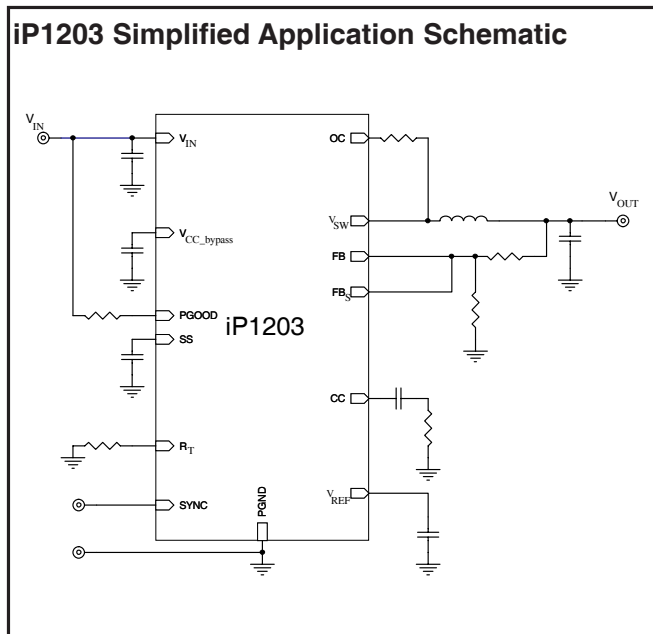 iP1203 Simplified Application Schematic
VIN
VIN
OC
VOUT
VSW
VCC_bypass
FB
FBS
PGOOD
iP1203
SS
CC
RT
VREF
SYNC
PGND